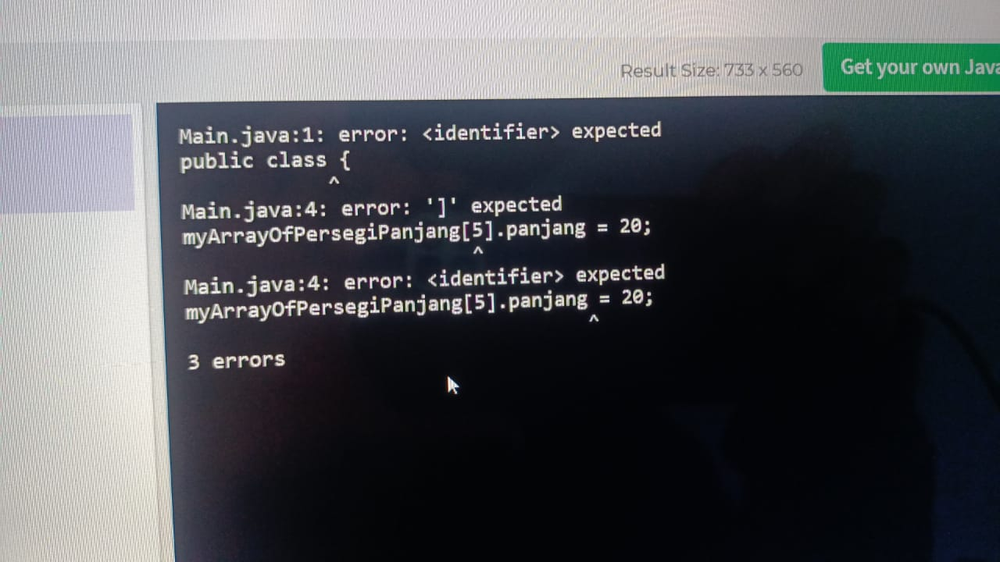 Result Size: 733 x 560
Get your own Java
Main.java:1: error: <identifier> expected
public class {
^
Main.java:4: error: ']' expected
myArrayOfPersegiPanjang[5].panjang = 20;
^
Main.java:4: error: <identifier> expected
myArrayOfPersegiPanjang[5].panjang = 20;
^
3 errors